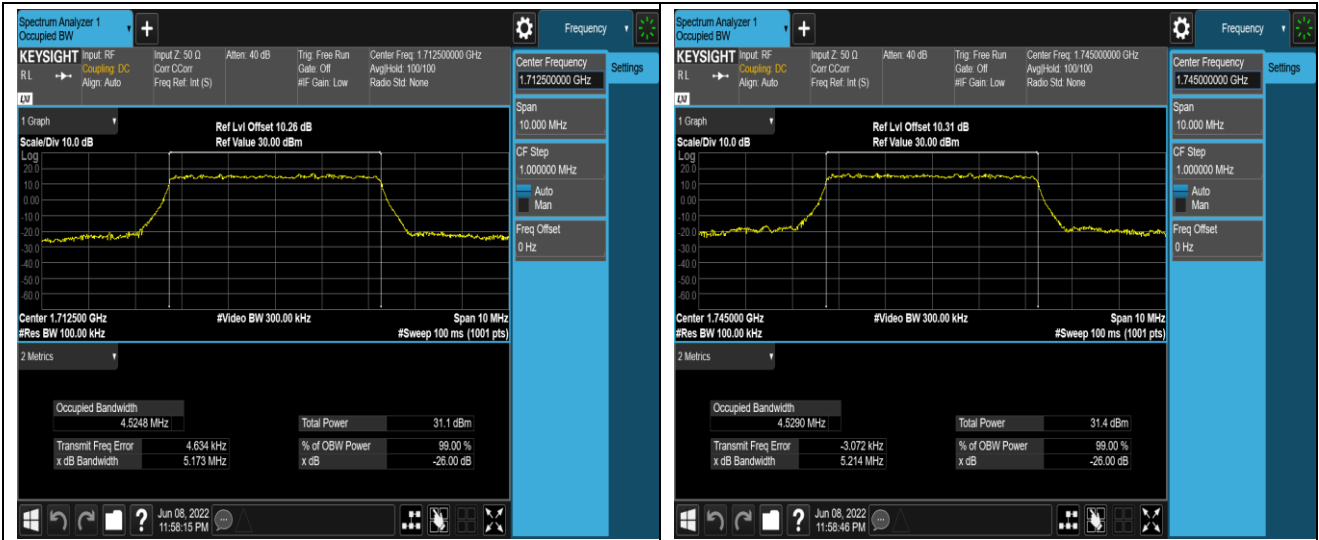 Spectrum Analyzer 1
Occupied BW
+
Frequency
KEYSIGHT Input: RF Input Z: 50 Ω Atten: 40 dB Trig: Free Run Center Freq: 1.712500000 GHz
RL Coupling: DC Corr CCorr Gate: Off Avg|Hold: 100/100
Align: Auto Freq Ref: Int (S) #IF Gain: Low Radio Std: None
LXI
Center Frequency
1.712500000 GHz
Settings
Span
10.000 MHz
CF Step
1.000000 MHz
Auto
Man
Freq Offset
0 Hz
1 Graph
Ref Lvl Offset 10.26 dB
Scale/Div 10.0 dB Ref Value 30.00 dBm
Log
20.0
10.0
0.00
-10.0
-20.0
-30.0
-40.0
-50.0
-60.0
Center 1.712500 GHz #Video BW 300.00 kHz Span 10 MHz
#Res BW 100.00 kHz #Sweep 100 ms (1001 pts)
2 Metrics
Occupied Bandwidth
4.5248 MHz Total Power 31.1 dBm
Transmit Freq Error 4.634 kHz % of OBW Power 99.00 %
x dB Bandwidth 5.173 MHz x dB -26.00 dB
? Jun 08, 2022
11:58:15 PM
Spectrum Analyzer 1
Occupied BW
+
Frequency
KEYSIGHT Input: RF Input Z: 50 Ω Atten: 40 dB Trig: Free Run Center Freq: 1.745000000 GHz
RL Coupling: DC Corr CCorr Gate: Off Avg|Hold: 100/100
Align: Auto Freq Ref: Int (S) #IF Gain: Low Radio Std: None
LXI
Center Frequency
1.745000000 GHz
Settings
Span
10.000 MHz
CF Step
1.000000 MHz
Auto
Man
Freq Offset
0 Hz
1 Graph
Ref Lvl Offset 10.31 dB
Scale/Div 10.0 dB Ref Value 30.00 dBm
Log
20.0
10.0
0.00
-10.0
-20.0
-30.0
-40.0
-50.0
-60.0
Center 1.745000 GHz #Video BW 300.00 kHz Span 10 MHz
#Res BW 100.00 kHz #Sweep 100 ms (1001 pts)
2 Metrics
Occupied Bandwidth
4.5290 MHz Total Power 31.4 dBm
Transmit Freq Error -3.072 kHz % of OBW Power 99.00 %
x dB Bandwidth 5.214 MHz x dB -26.00 dB
? Jun 08, 2022
11:58:46 PM